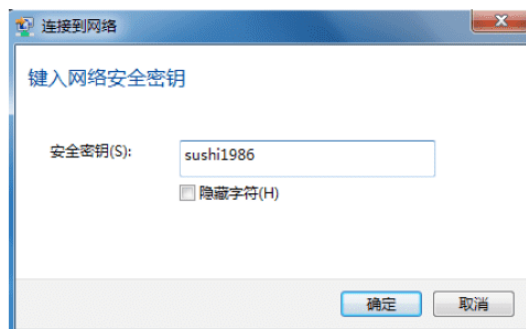 连接到网络
键入网络安全密钥
安全密钥(S):
sushi1986
隐藏字符(H)
确定
取消